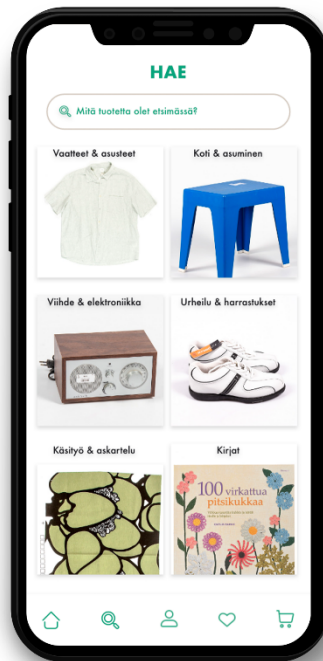 HAE
Mitä tuotetta olet etsimässä?
Vaatteet & asusteet
Koti & asuminen
Viihde & elektroniikka
Urheilu & harrastukset
Käsityö & askartelu
Kirjat
100 virkattua
pitsikukkaa